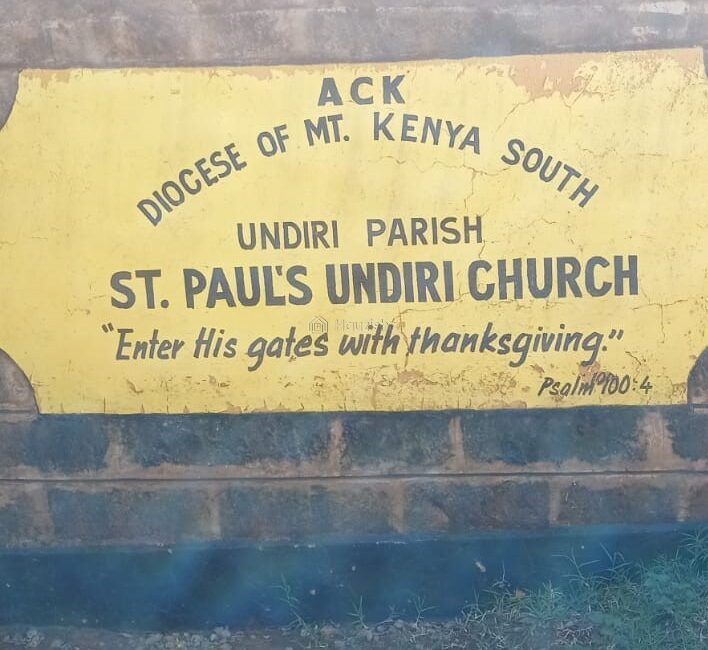 ACK
DIOCESE OF MT. KENYA SOUTH
UNDIRI PARISH
ST. PAUL'S UNDIRI CHURCH
"Enter His gates with thanksgiving."
Psalm 100:4